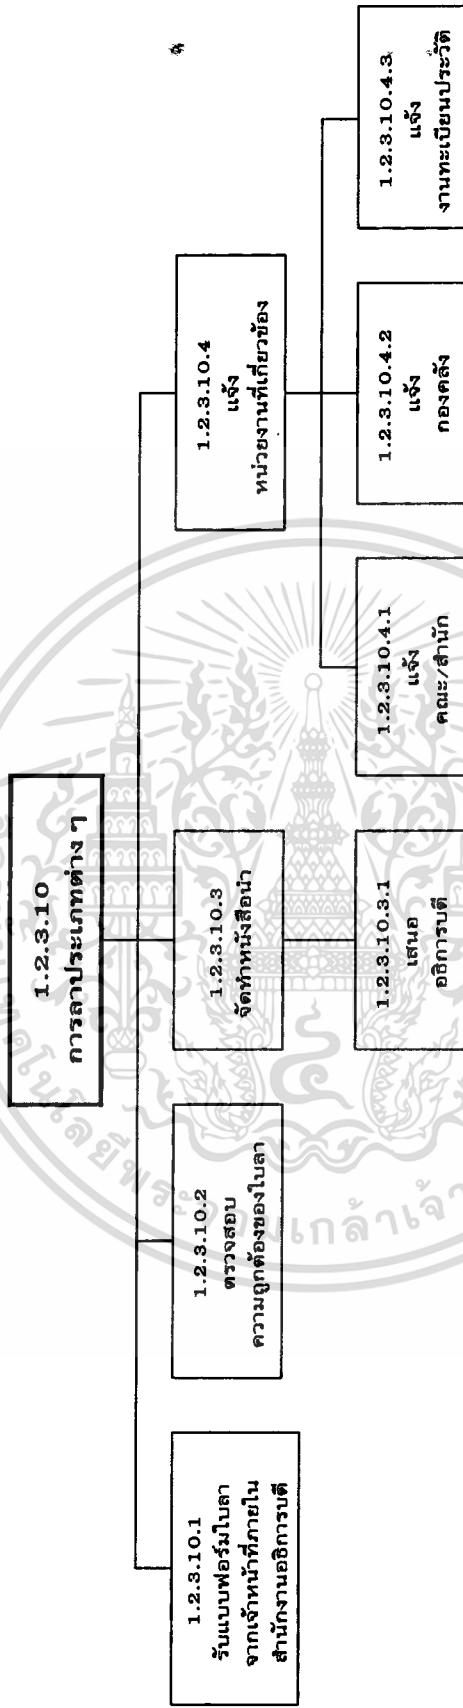 1.2.3.10
การลาประเภทต่าง ๆ
1.2.3.10.1
รับแบบฟอร์มใบลา
จากเจ้าหน้าที่ภายใน
สำนักงานอธิการบดี
1.2.3.10.2
ตรวจสอบ
ความถูกต้องของใบลา
1.2.3.10.3
จัดทำหนังสือนำ
1.2.3.10.4
แจ้ง
หน่วยงานที่เกี่ยวข้อง
1.2.3.10.3.1
เสนอ
อธิการบดี
1.2.3.10.4.1
แจ้ง
คณะ/สำนัก
1.2.3.10.4.2
แจ้ง
กองคลัง
1.2.3.10.4.3
แจ้ง
งานทะเบียนประวัติ